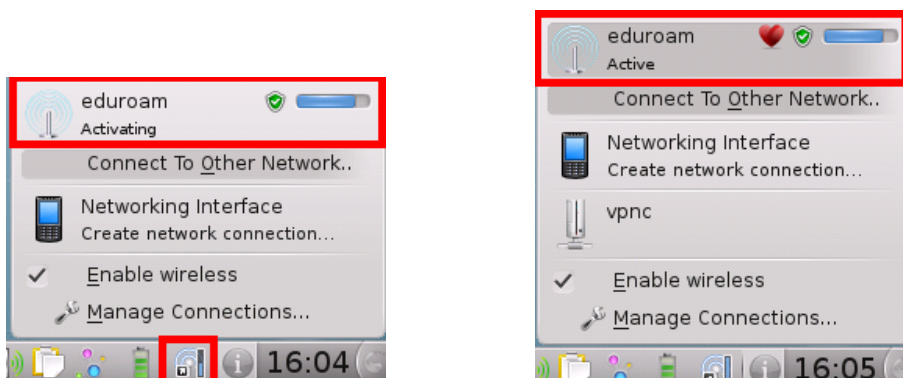 eduroam
Activating
Connect To Other Network..
Networking Interface
Create network connection...
Enable wireless
Manage Connections...
16:04
eduroam
Active
Connect To Other Network..
Networking Interface
Create network connection...
vpnc
Enable wireless
Manage Connections...
16:05